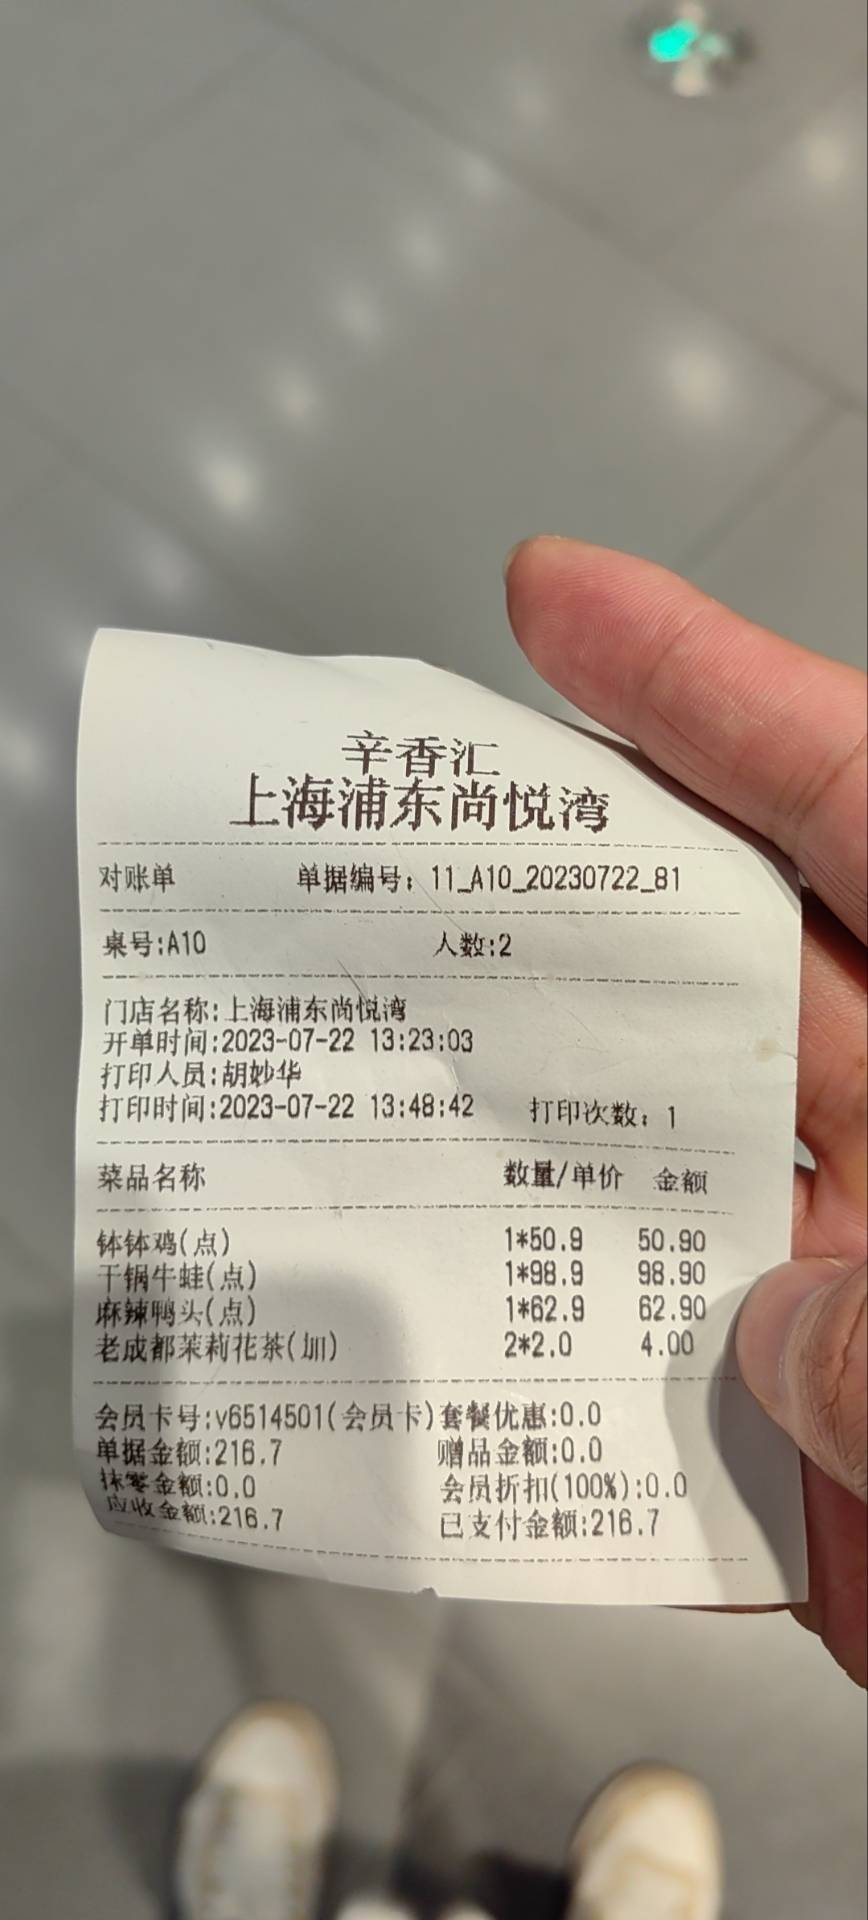 辛香汇
上海浦东尚悦湾
对账单 单据编号：11_A10_20230722_81
桌号:A10 人数:2
门店名称:上海浦东尚悦湾
开单时间:2023-07-22 13:23:03
打印人员:胡妙华
打印时间:2023-07-22 13:48:42 打印次数：1
菜品名称 数量/单价 金额
钵钵鸡(点) 1*50.9 50.90
干锅牛蛙(点) 1*98.9 98.90
麻辣鸭头(点) 1*62.9 62.90
老成都茉莉花茶(加) 2*2.0 4.00
会员卡号:v6514501(会员卡)套餐优惠:0.0
单据金额:216.7 赠品金额:0.0
抹零金额:0.0 会员折扣(100%):0.0
应收金额:216.7 已支付金额:216.7